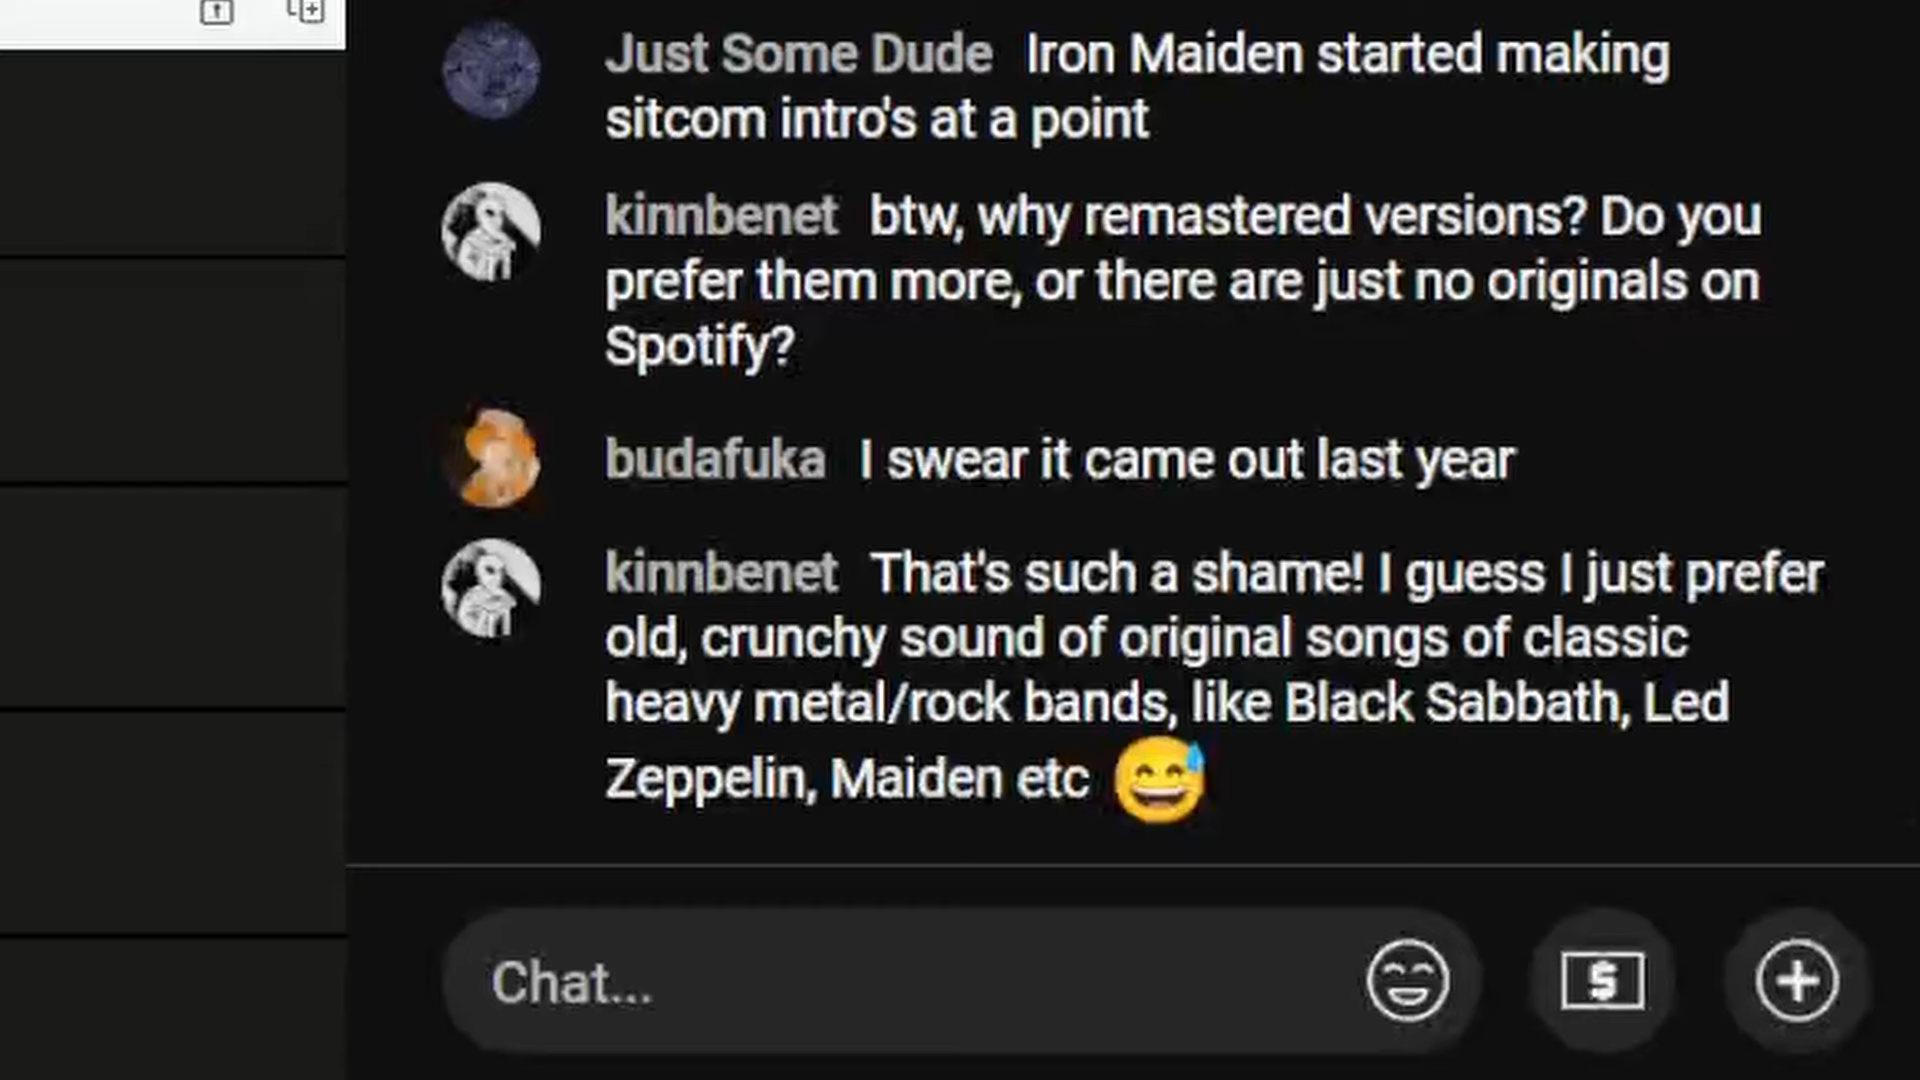 Just Some Dude Iron Maiden started making
sitcom intro's at a point
kinnbenet btw, why remastered versions? Do you
prefer them more, or there are just no originals on
Spotify?
budafuka I swear it came out last year
kinnbenet That's such a shame! I guess I just prefer
old, crunchy sound of original songs of classic
heavy metal/rock bands, like Black Sabbath, Led
Zeppelin, Maiden etc 😅
Chat...